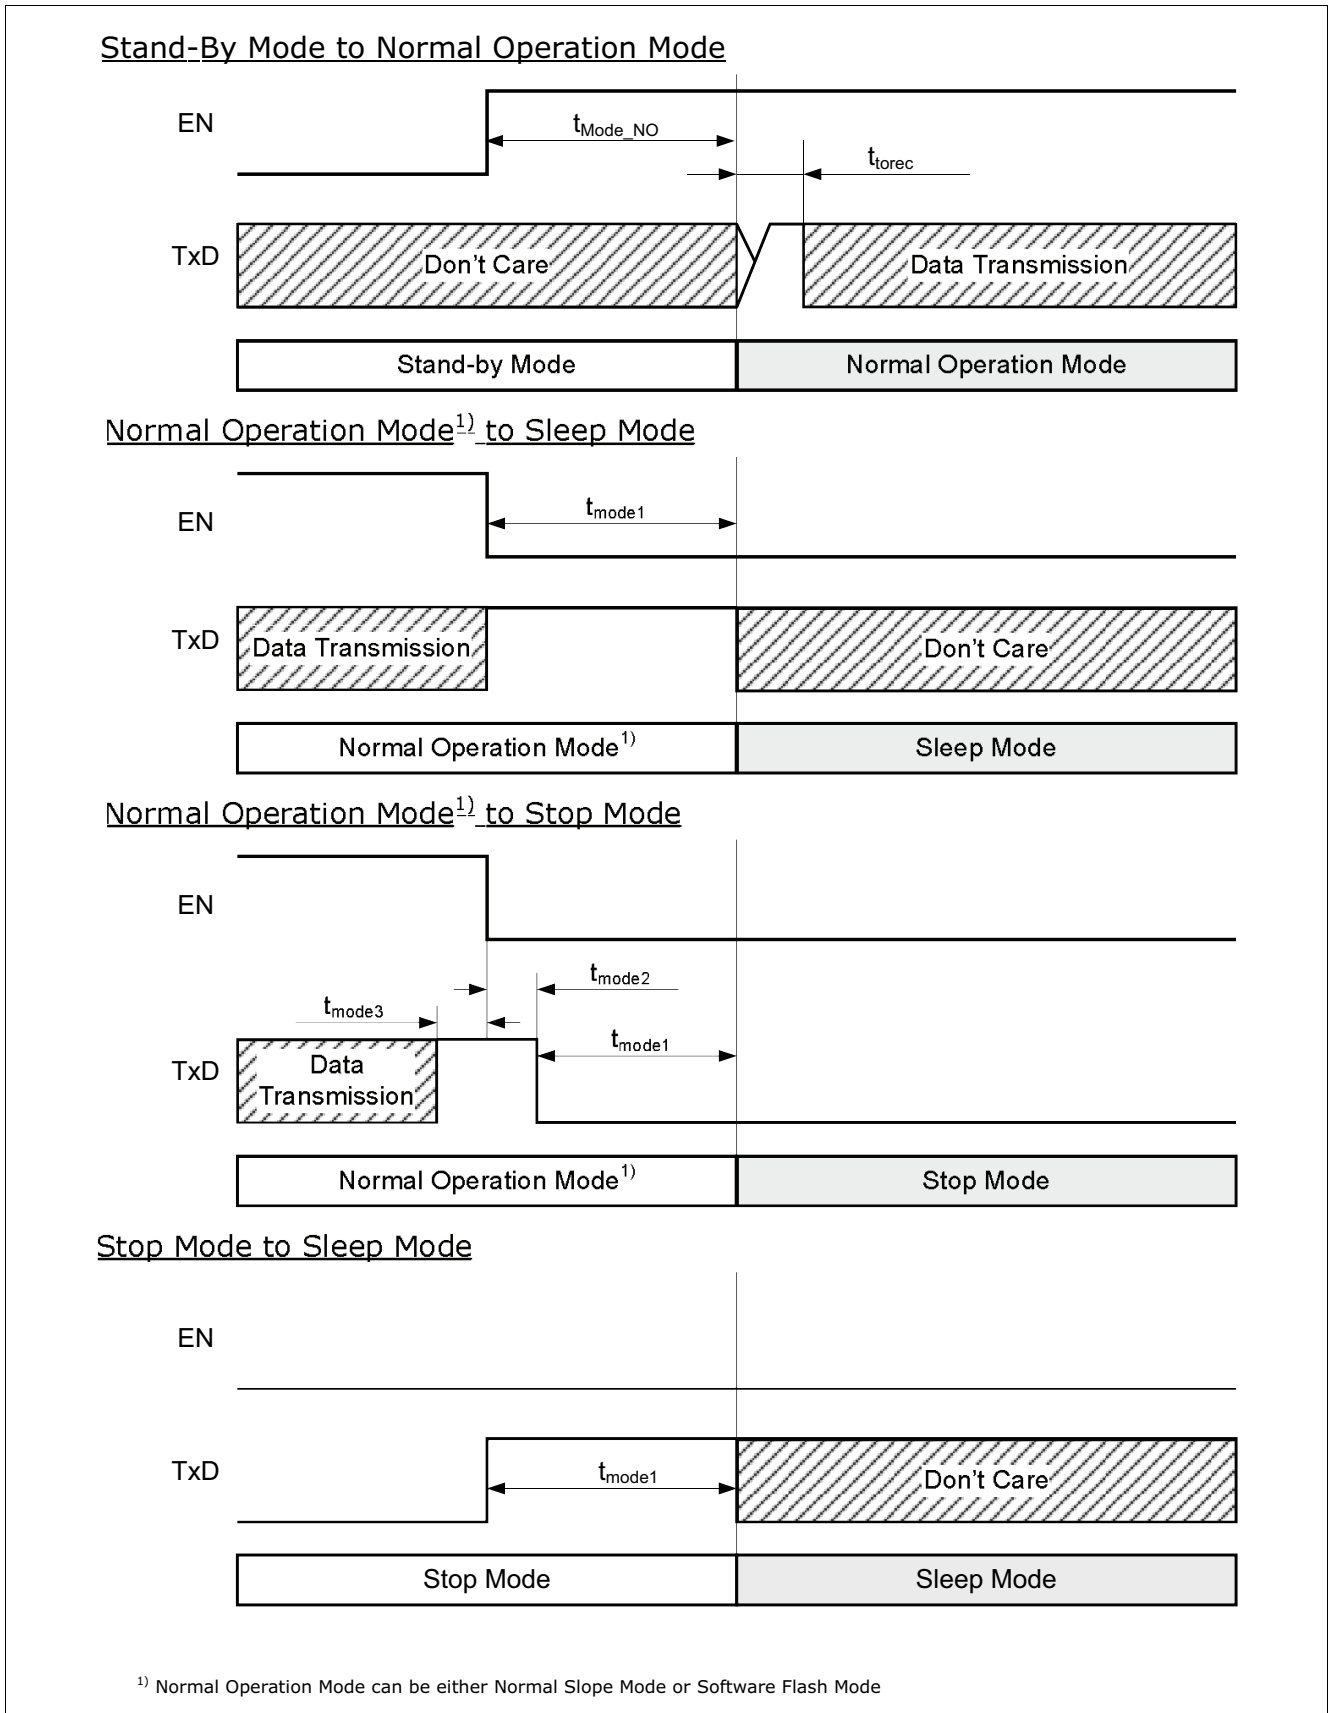 Stand-By Mode to Normal Operation Mode
EN
tMode_NO
ttorec
TxD
Don't Care
Data Transmission
Stand-by Mode
Normal Operation Mode
Normal Operation Mode1) to Sleep Mode
EN
tmode1
TxD
Data Transmission
Don't Care
Normal Operation Mode1)
Sleep Mode
Normal Operation Mode1) to Stop Mode
EN
tmode2
tmode3
tmode1
TxD
Data
Transmission
Normal Operation Mode1)
Stop Mode
Stop Mode to Sleep Mode
EN
TxD
tmode1
Don't Care
Stop Mode
Sleep Mode
1) Normal Operation Mode can be either Normal Slope Mode or Software Flash Mode